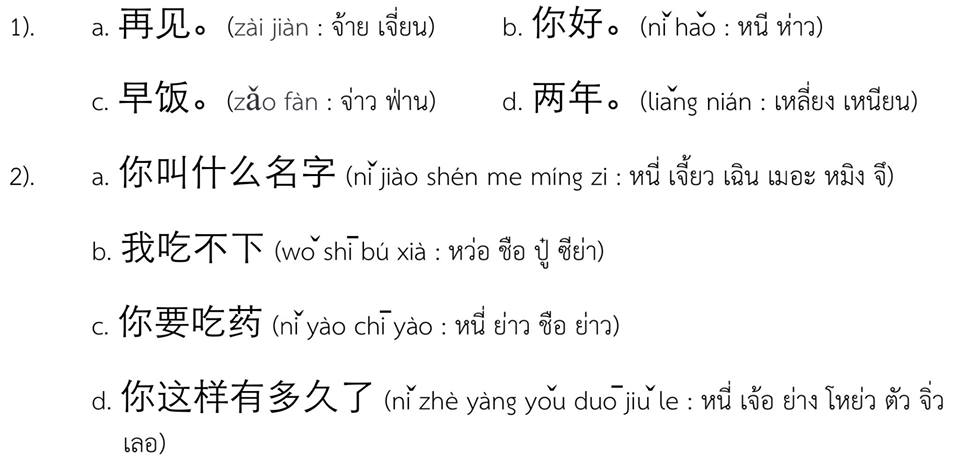 1). a. 再见。 (zài jiàn : จ้าย เจี่ยน) b. 你好。 (nǐ hǎo : หนี ห่าว)
c. 早饭。 (zǎo fàn : จ่าว ฟ่าน) d. 两年。 (liǎng nián : เหลี่ยง เหนียน)
2). a. 你叫什么名字 (nǐ jiào shén me míng zi : หนี่ เจี้ยว เฉิน เมอะ หมิง จึ)
b. 我吃不下 (wǒ shī bú xià : หว่อ ชือ ปู๋ ซีย่า)
c. 你要吃药 (nǐ yào chī yào : หนี่ ย่าว ชือ ย่าว)
d. 你这样有多久了 (nǐ zhè yàng yǒu duō jiǔ le : หนี่ เจ้อ ย่าง โหย่ว ตัว จิ่ว
เลอ)